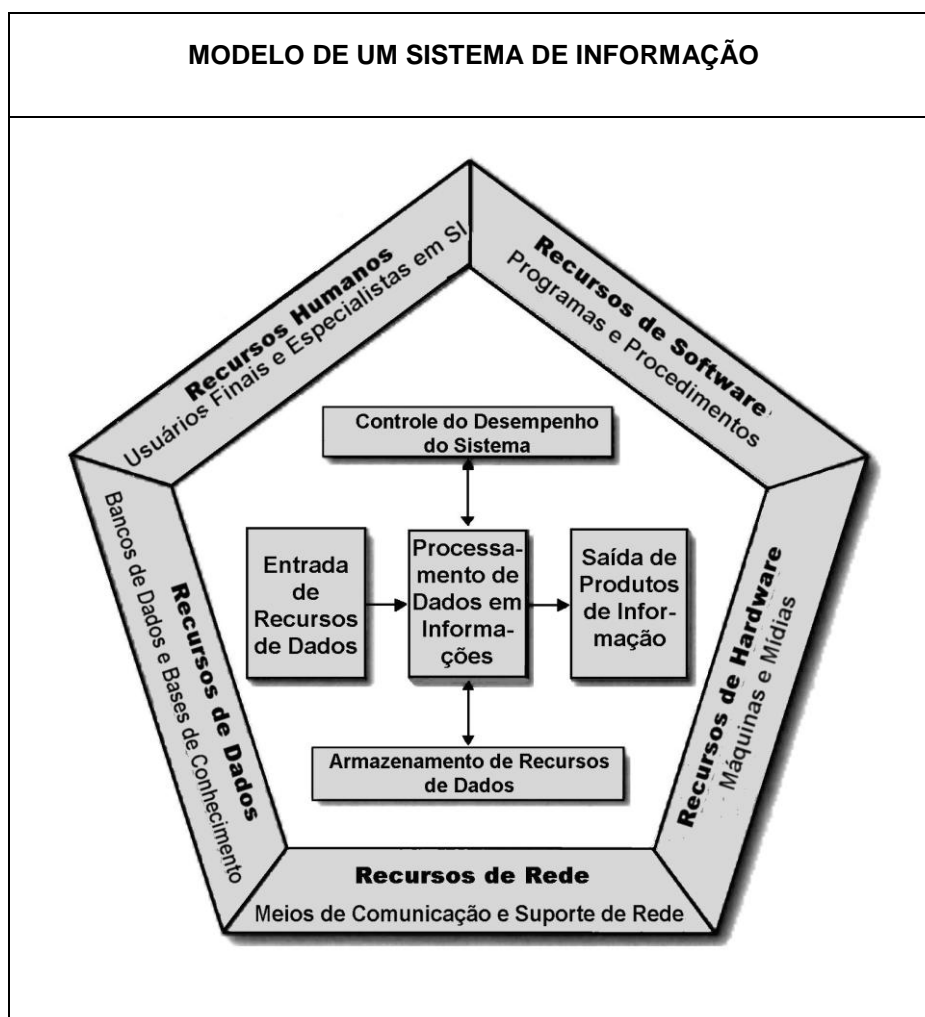 MODELO DE UM SISTEMA DE INFORMAÇÃO
Recursos Humanos
Usuários Finais e Especialistas em SI
Recursos de Software
Programas e Procedimentos
Controle do Desempenho
do Sistema
Entrada
de
Recursos
de Dados
Processa-
mento de
Dados em
Informa-
ções
Saída de
Produtos
de Infor-
mação
Armazenamento de Recursos
de Dados
Recursos de Dados
Bancos de Dados e Bases de Conhecimento
Recursos de Hardware
Máquinas e Mídias
Recursos de Rede
Meios de Comunicação e Suporte de Rede